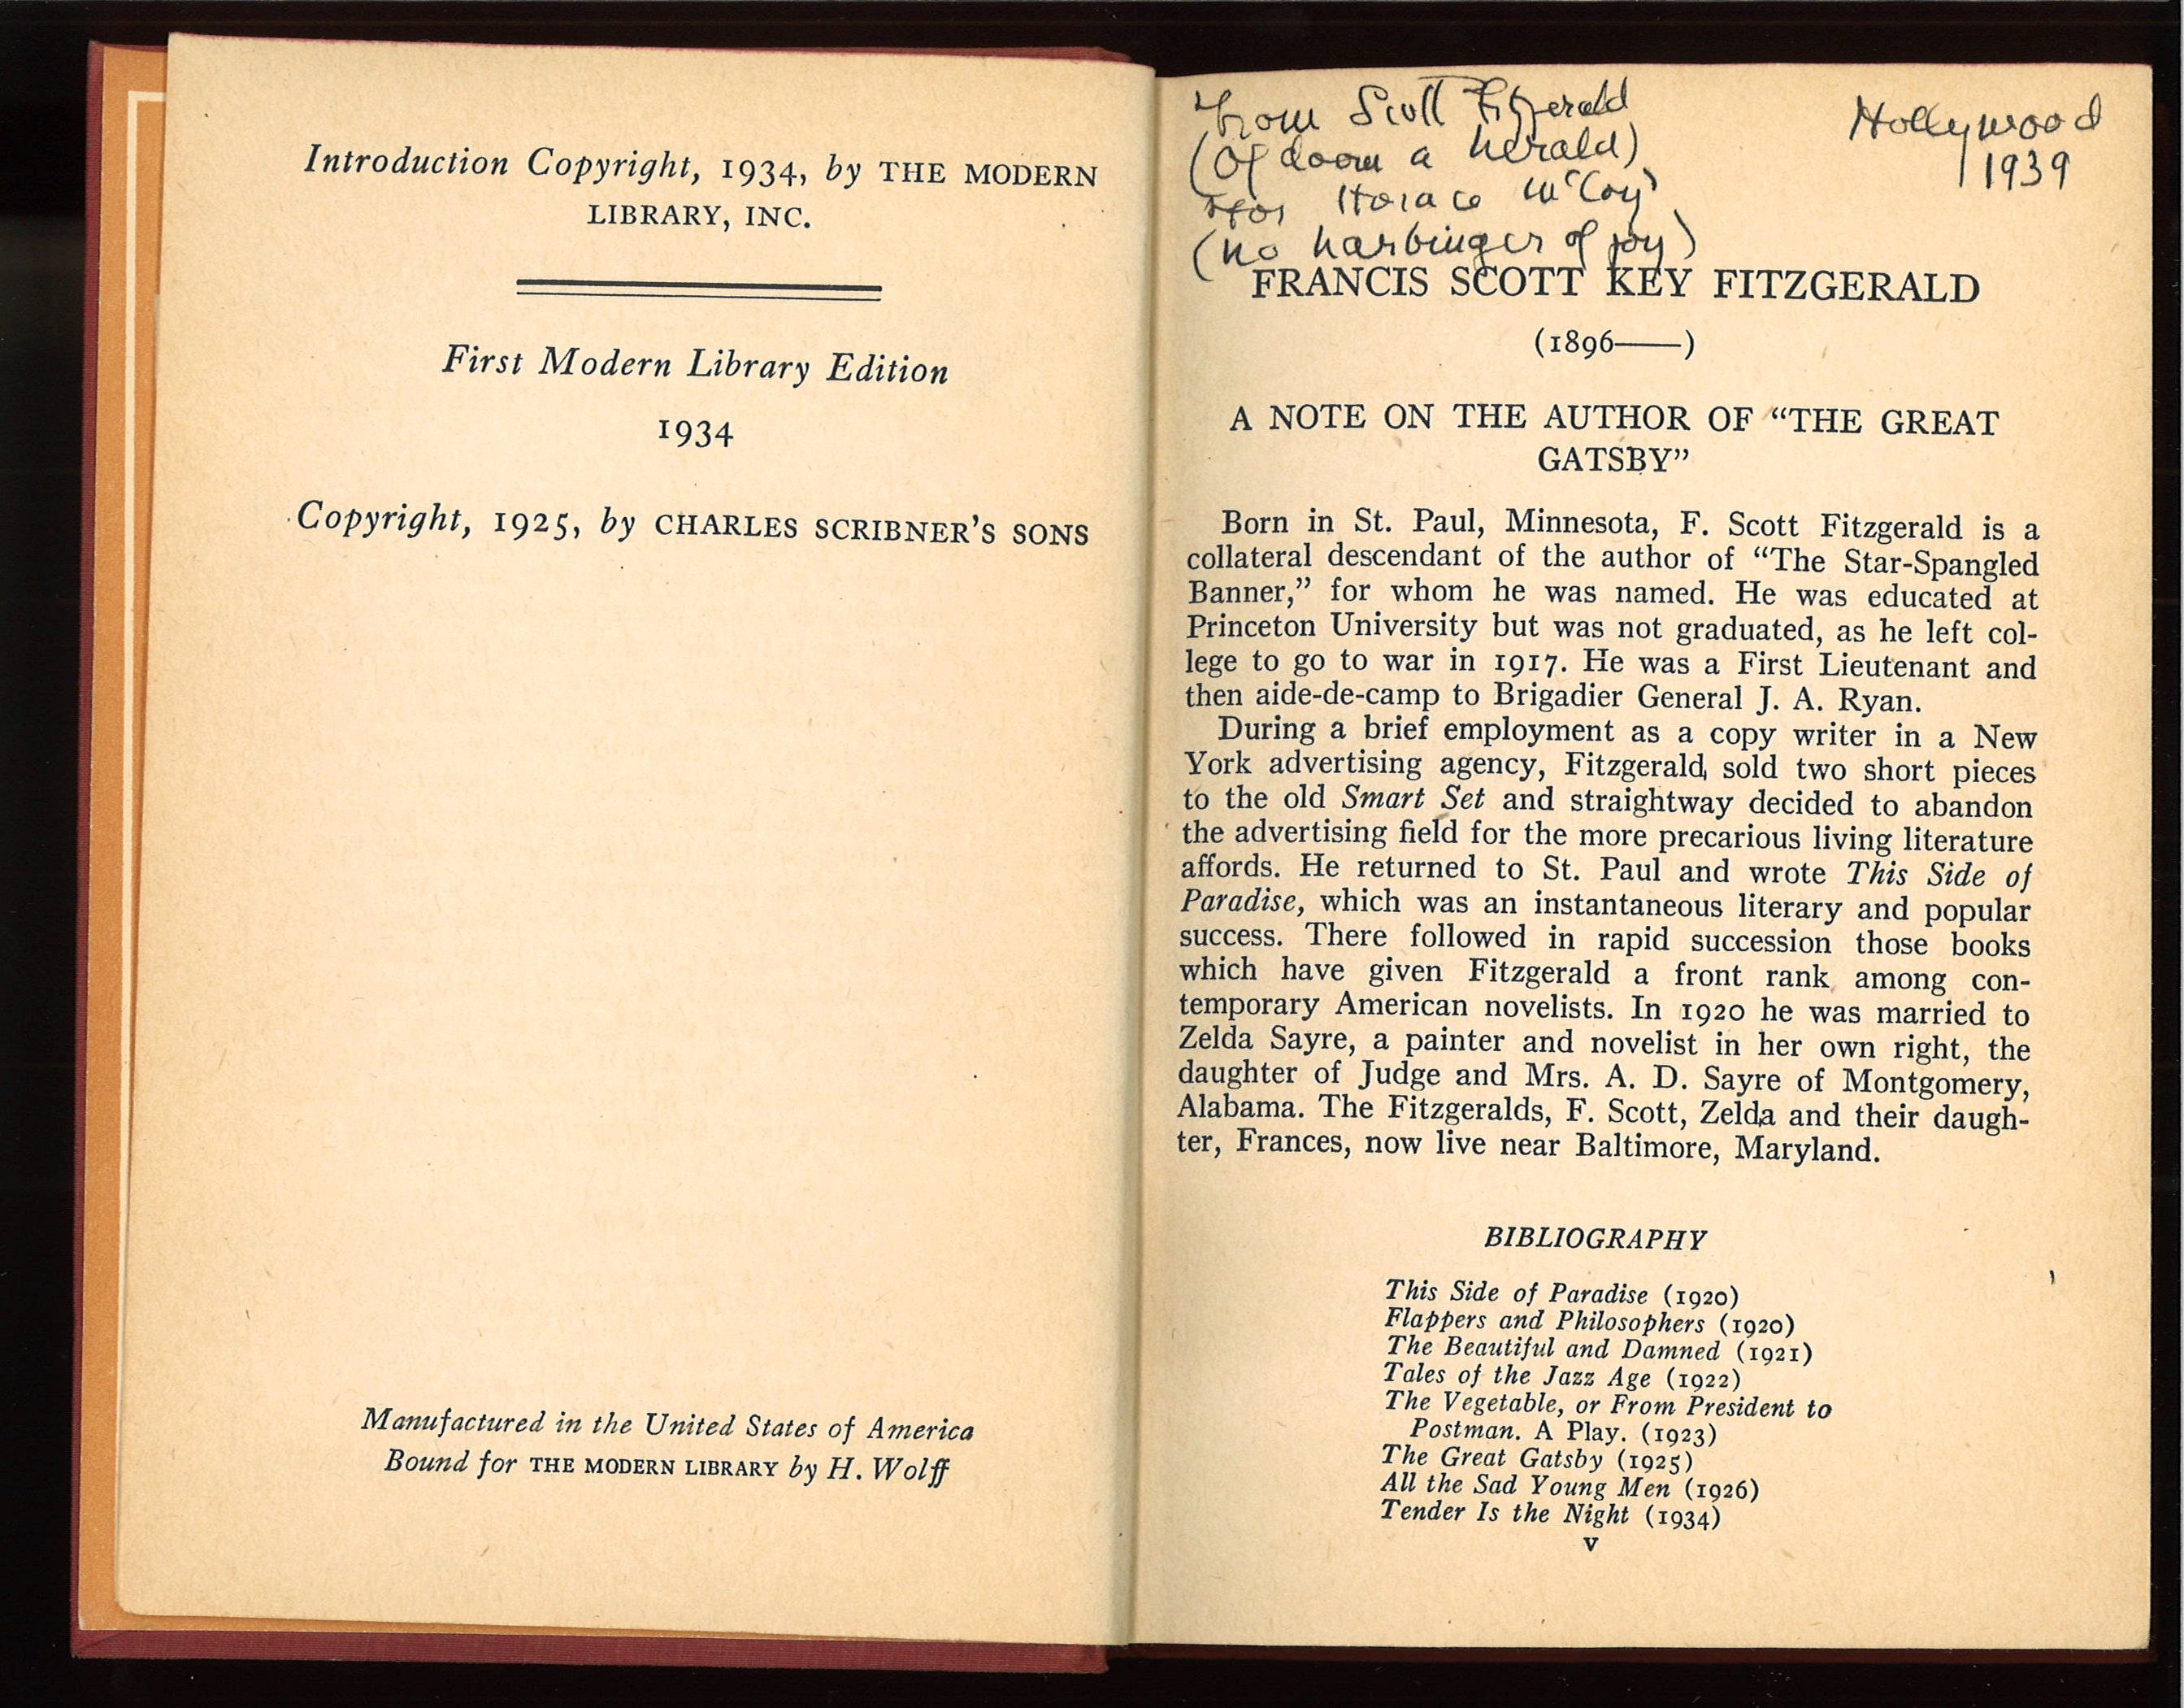 Introduction Copyright, 1934, by THE MODERN
LIBRARY, INC.
First Modern Library Edition
1934
Copyright, 1925, by CHARLES SCRIBNER'S SONS
Manufactured in the United States of America
Bound for THE MODERN LIBRARY by H. Wolff
From Scott Fitzgerald
(Of doom a herald)
For Horace McCoy
(no harbinger of joy)
Hollywood
1939
FRANCIS SCOTT KEY FITZGERALD
(1896——)
A NOTE ON THE AUTHOR OF "THE GREAT
GATSBY"
Born in St. Paul, Minnesota, F. Scott Fitzgerald is a
collateral descendant of the author of "The Star-Spangled
Banner," for whom he was named. He was educated at
Princeton University but was not graduated, as he left col-
lege to go to war in 1917. He was a First Lieutenant and
then aide-de-camp to Brigadier General J. A. Ryan.
During a brief employment as a copy writer in a New
York advertising agency, Fitzgerald, sold two short pieces
to the old Smart Set and straightway decided to abandon
the advertising field for the more precarious living literature
affords. He returned to St. Paul and wrote This Side of
Paradise, which was an instantaneous literary and popular
success. There followed in rapid succession those books
which have given Fitzgerald a front rank among con-
temporary American novelists. In 1920 he was married to
Zelda Sayre, a painter and novelist in her own right, the
daughter of Judge and Mrs. A. D. Sayre of Montgomery,
Alabama. The Fitzgeralds, F. Scott, Zelda and their daugh-
ter, Frances, now live near Baltimore, Maryland.
BIBLIOGRAPHY
This Side of Paradise (1920)
Flappers and Philosophers (1920)
The Beautiful and Damned (1921)
Tales of the Jazz Age (1922)
The Vegetable, or From President to
Postman. A Play. (1923)
The Great Gatsby (1925)
All the Sad Young Men (1926)
Tender Is the Night (1934)
v